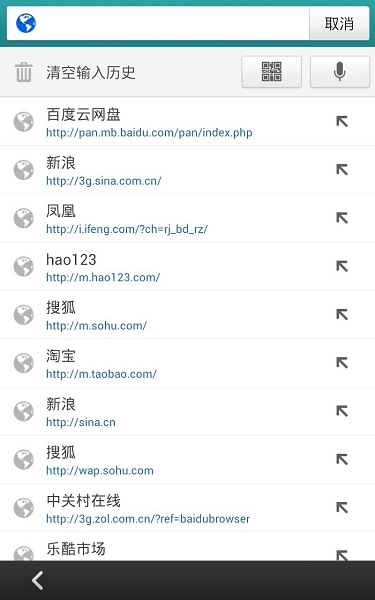 取消
清空输入历史
百度云网盘
http://pan.mb.baidu.com/pan/index.php
新浪
http://3g.sina.com.cn/
凤凰
http://i.ifeng.com/?ch=rj_bd_rz/
hao123
http://m.hao123.com/
搜狐
http://m.sohu.com/
淘宝
http://m.taobao.com/
新浪
http://sina.cn
搜狐
http://wap.sohu.com
中关村在线
http://3g.zol.com.cn/?ref=baidubrowser
乐酷市场